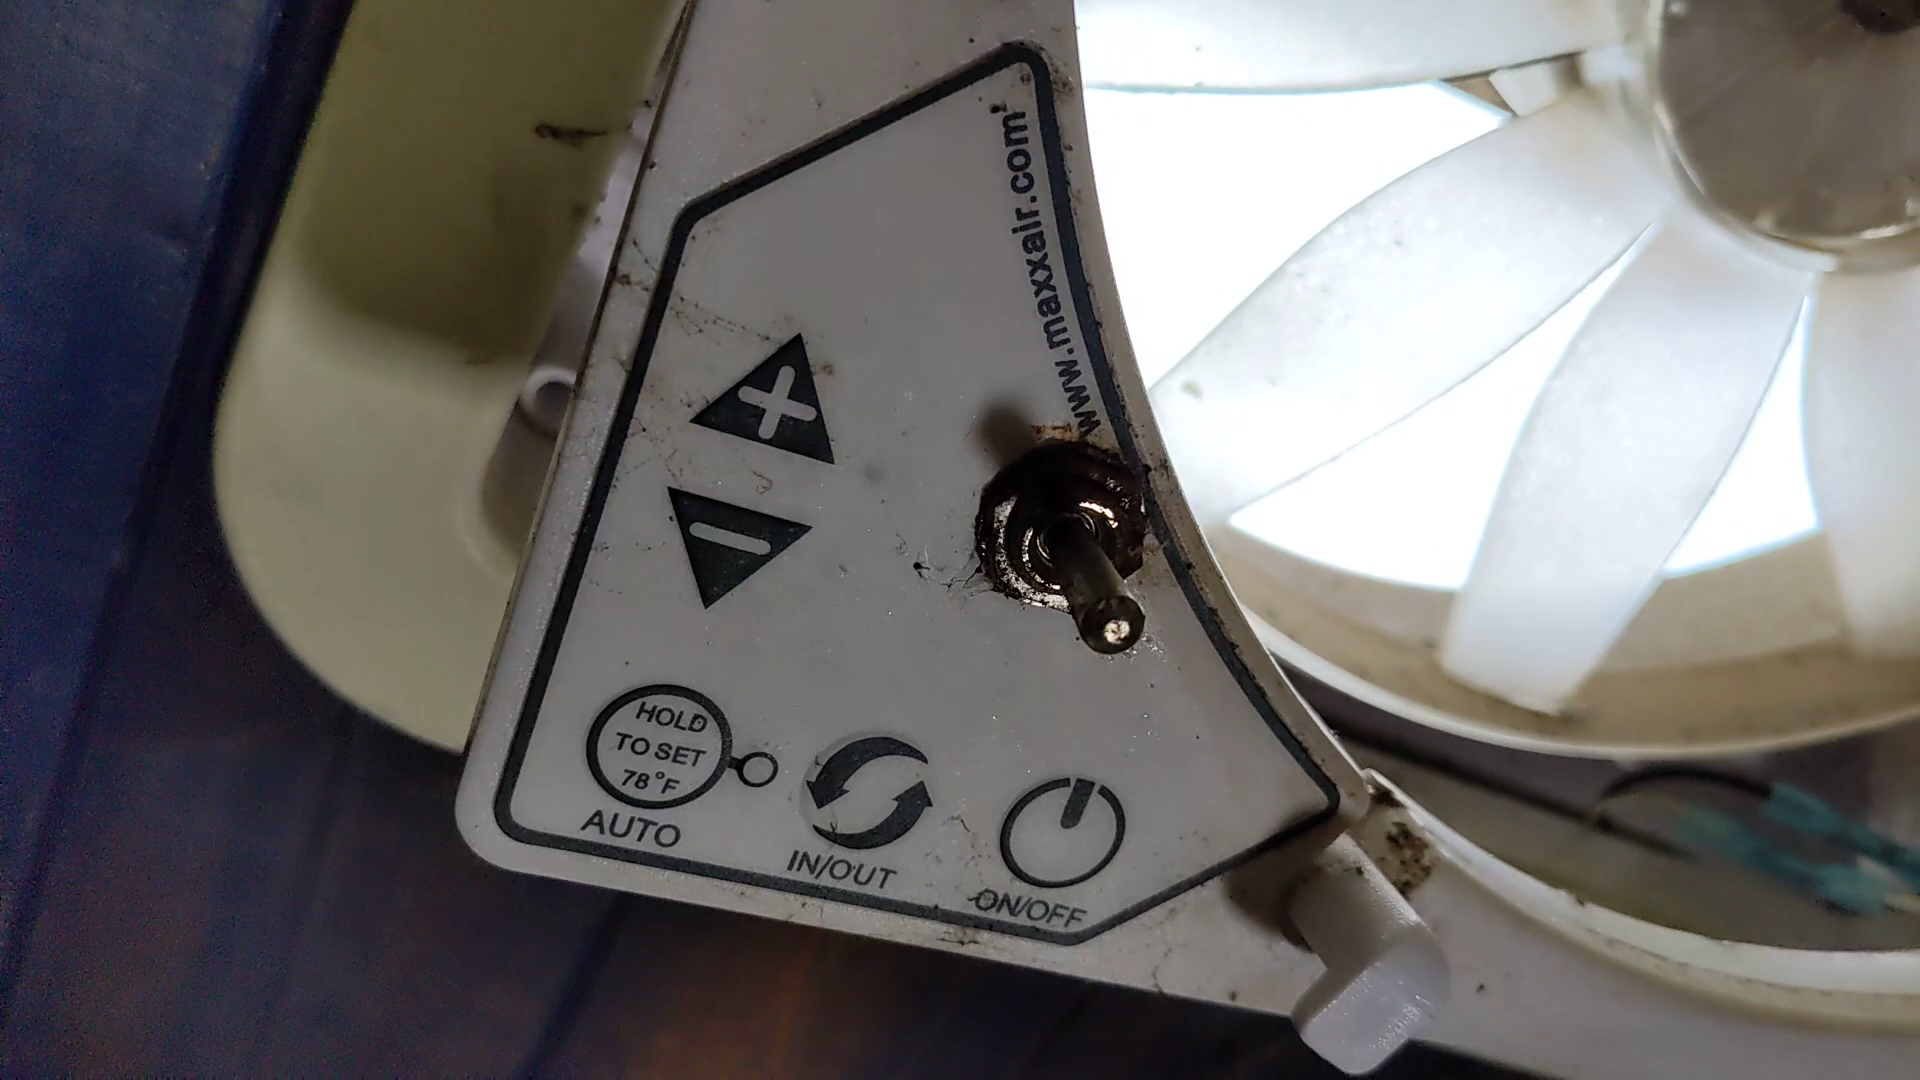 www.maxxair.com
+
−
HOLD
TO SET
78°F
AUTO
IN/OUT
ON/OFF